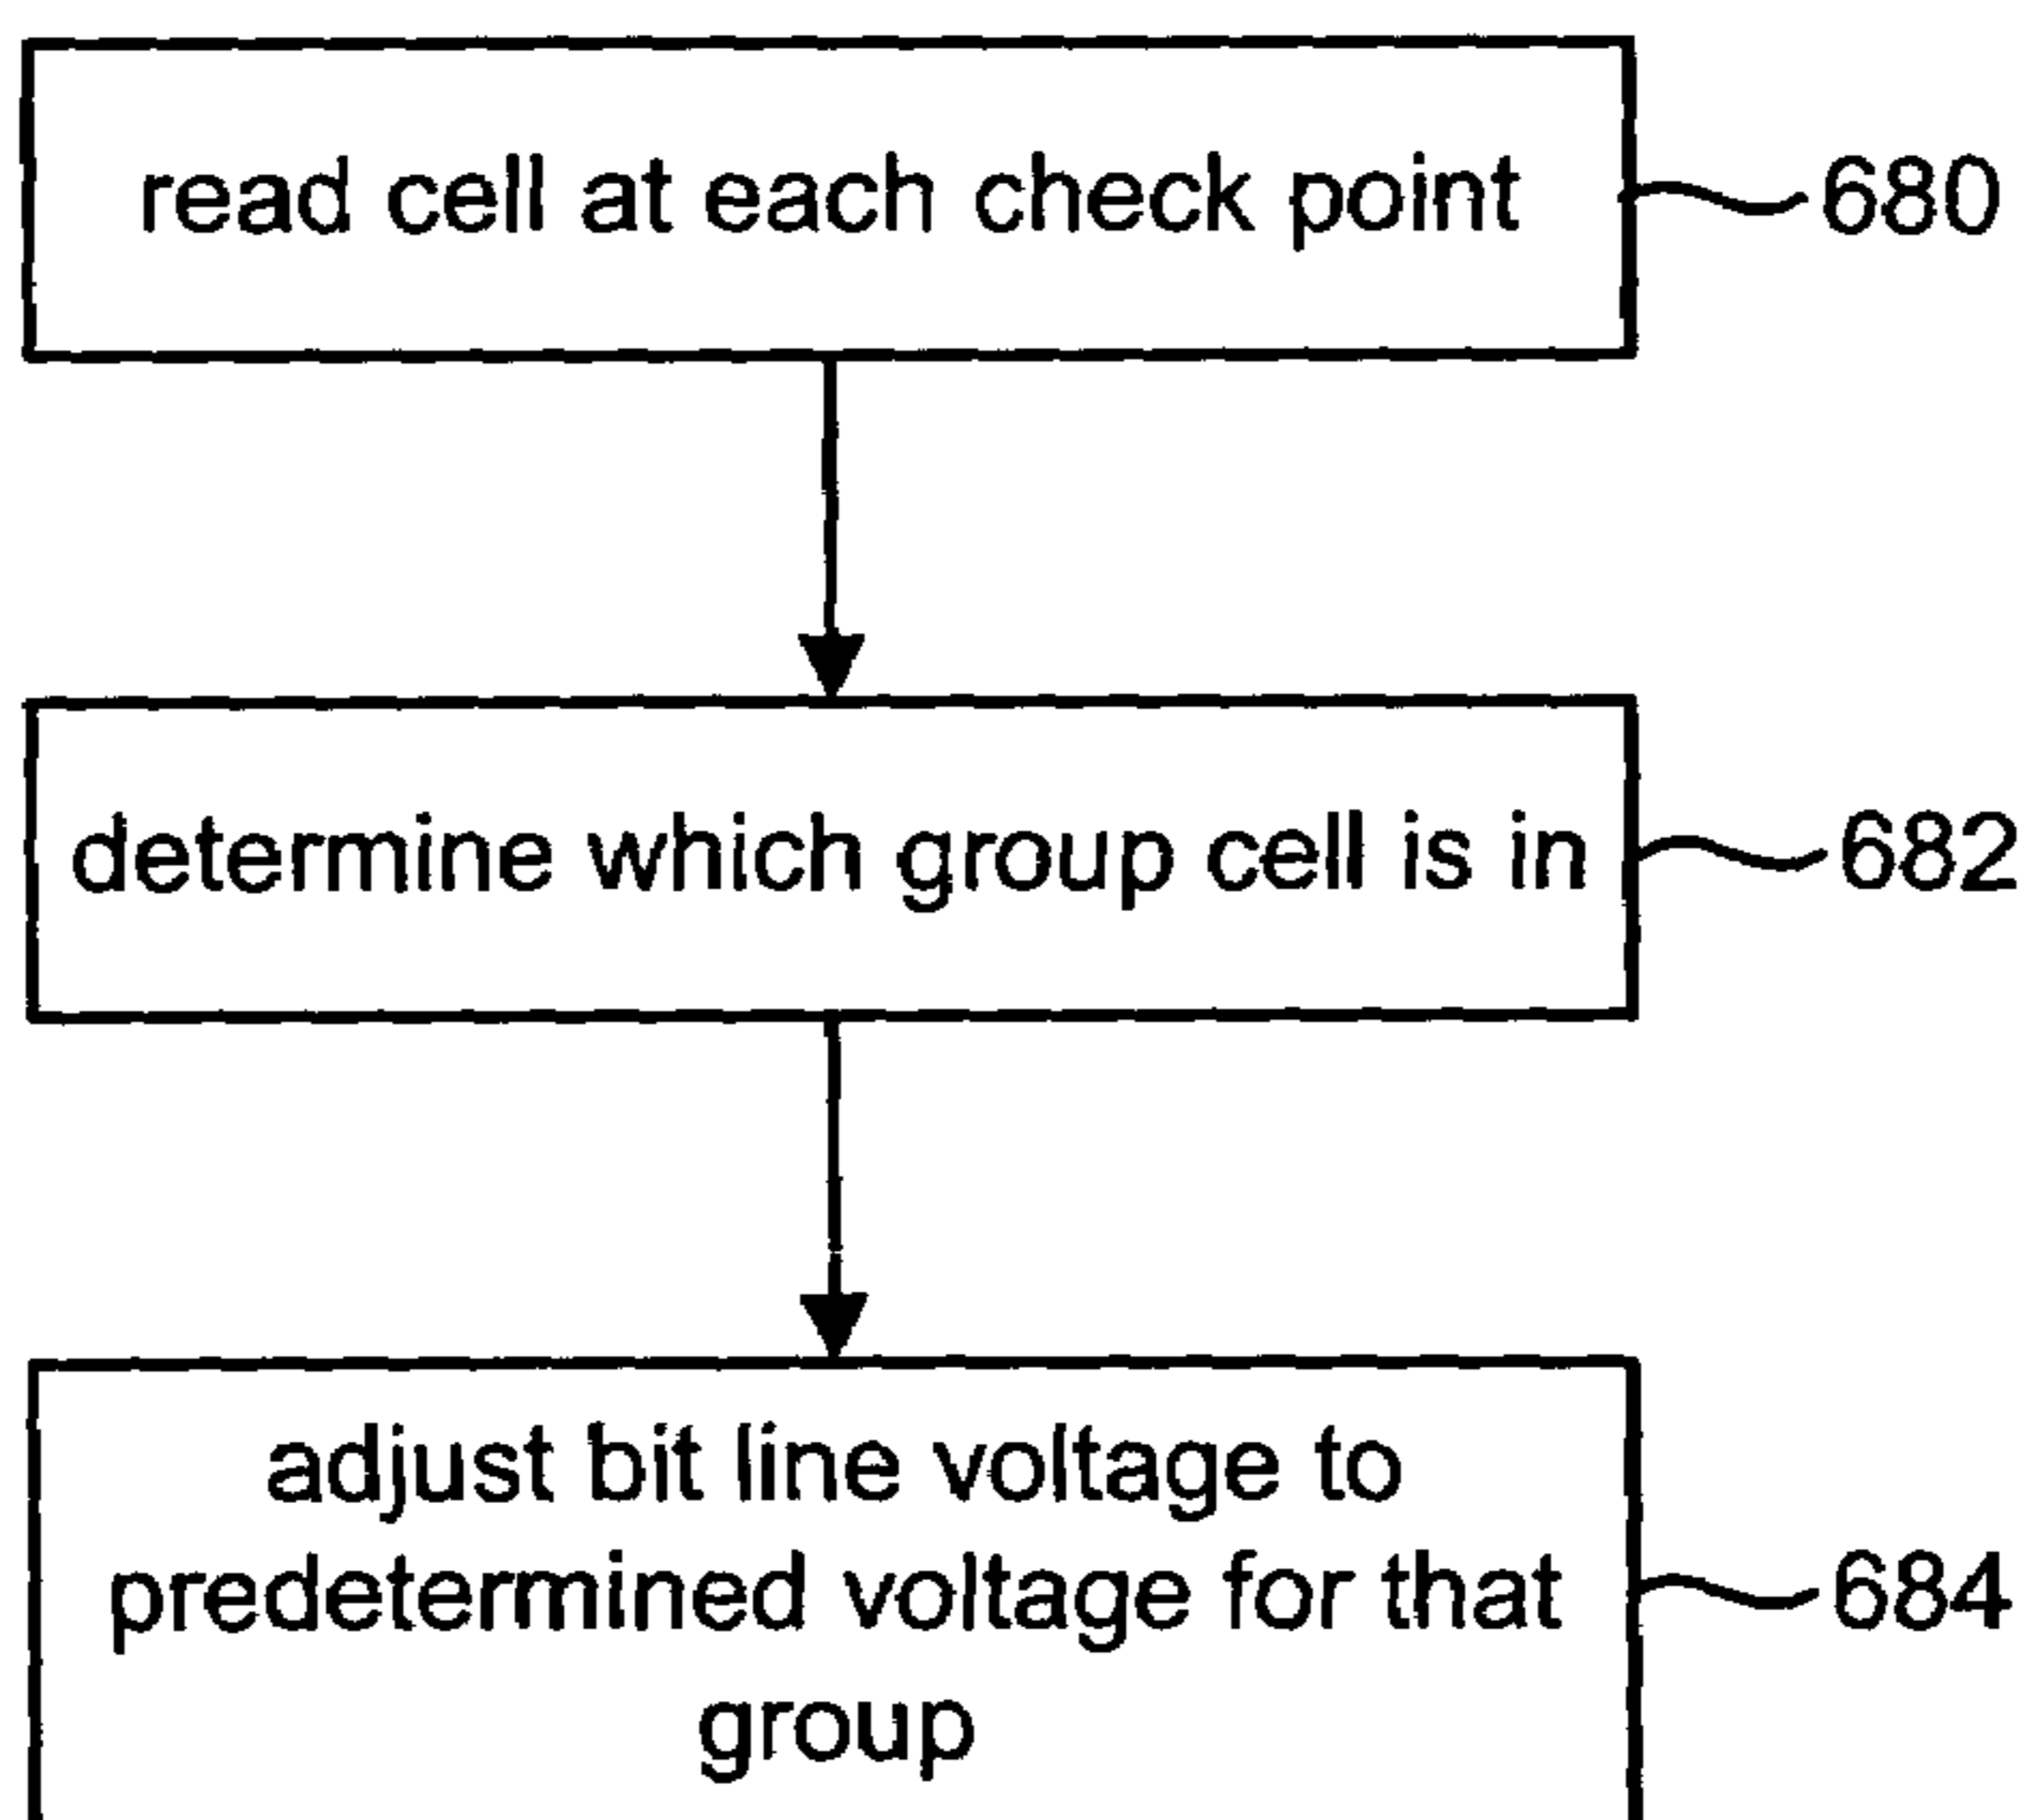 read cell at each check point 680
determine which group cell is in 682
adjust bit line voltage to
predetermined voltage for that 684
group